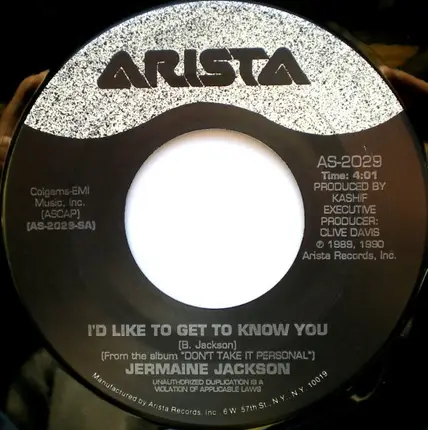 ARISTA
Colgems-EMI
Music, Inc.
(ASCAP)
(AS-2029-SA)
AS-2029
Time: 4:01
PRODUCED BY
KASHIF
EXECUTIVE
PRODUCER:
CLIVE DAVIS
℗ 1989, 1990
Arista Records, Inc.
I'D LIKE TO GET TO KNOW YOU
(B. Jackson)
(From the album "DON'T TAKE IT PERSONAL")
JERMAINE JACKSON
UNAUTHORIZED DUPLICATION IS A
VIOLATION OF APPLICABLE LAWS
Manufactured by Arista Records, Inc. 6 W. 57th St., N.Y., N.Y. 10019